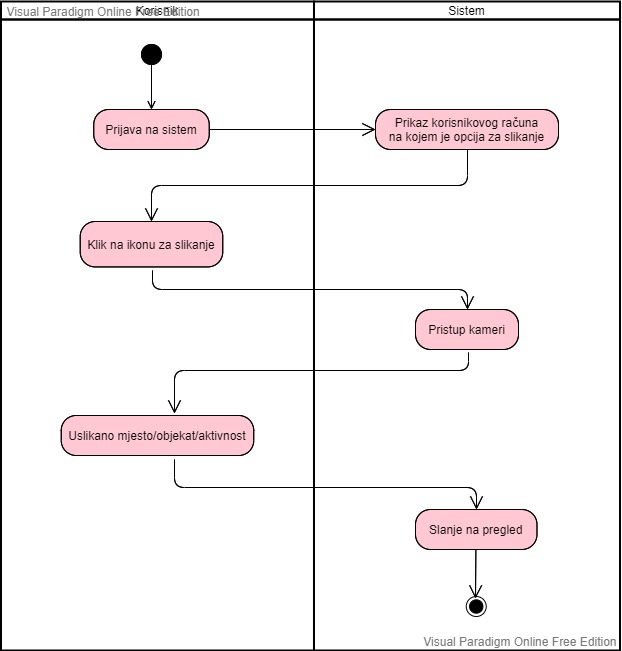 Visual Paradigm Online Free Edition
Korisnik
Sistem
Prijava na sistem
Prikaz korisnikovog računa
na kojem je opcija za slikanje
Klik na ikonu za slikanje
Pristup kameri
Uslikano mjesto/objekat/aktivnost
Slanje na pregled
Visual Paradigm Online Free Edition